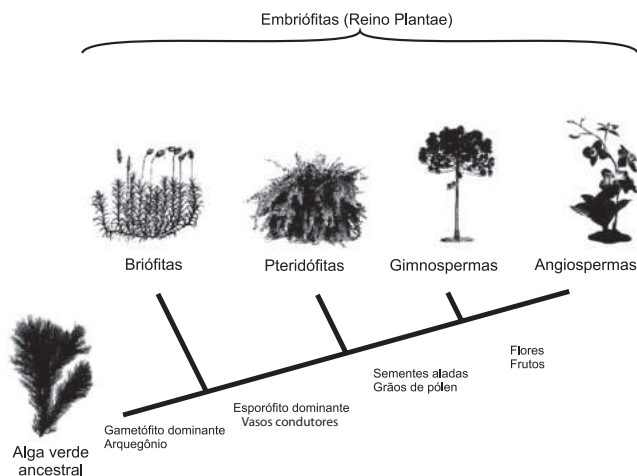 Embriófitas (Reino Plantae)
Briófitas
Pteridófitas
Gimnospermas
Angiospermas
Alga verde
ancestral
Gametófito dominante
Arquegônio
Esporófito dominante
Vasos condutores
Sementes aladas
Grãos de pólen
Flores
Frutos